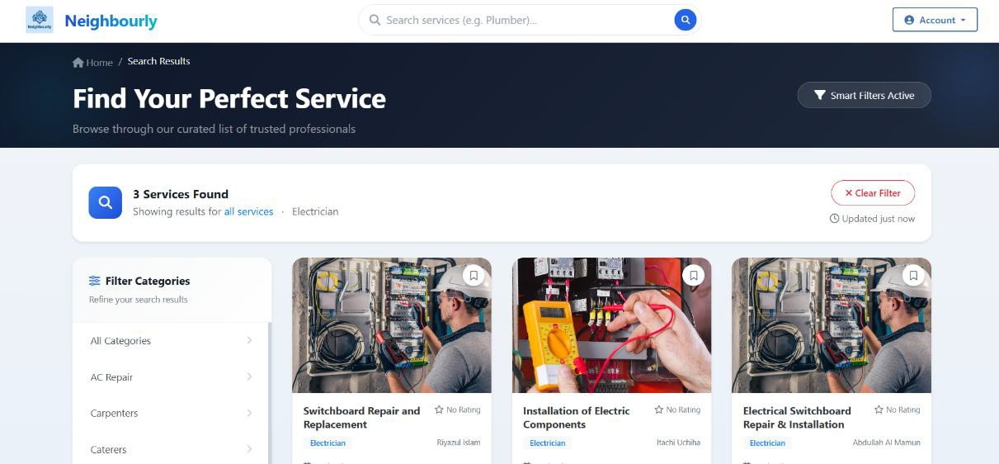 Neighbourly
Neighbourly
Search services (e.g. Plumber)...
Account
Home / Search Results
Find Your Perfect Service
Smart Filters Active
Browse through our curated list of trusted professionals
3 Services Found
Showing results for all services · Electrician
Clear Filter
Updated just now
Filter Categories
Refine your search results
All Categories
AC Repair
Carpenters
Caterers
Switchboard Repair and
Replacement
No Rating
Electrician
Riyazul Islam
Installation of Electric
Components
No Rating
Electrician
Itachi Uchiha
Electrical Switchboard
Repair & Installation
No Rating
Electrician
Abdullah Al Mamun